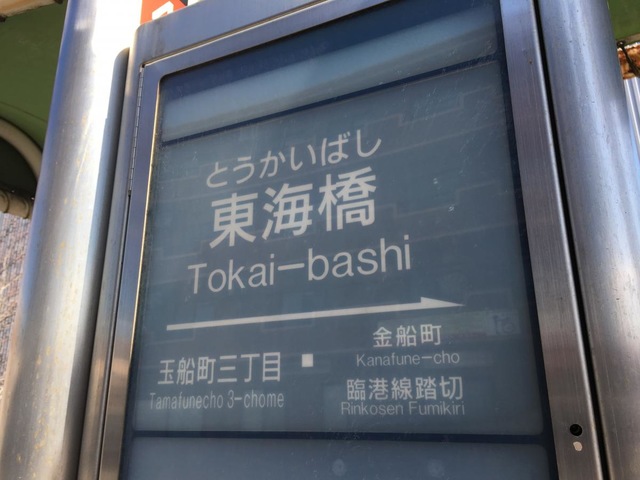 とうかいばし
東海橋
Tokai-bashi
玉船町三丁目
Tamafunecho 3-chome
金船町
Kanafune-cho
臨港線踏切
Rinkosen Fumikiri